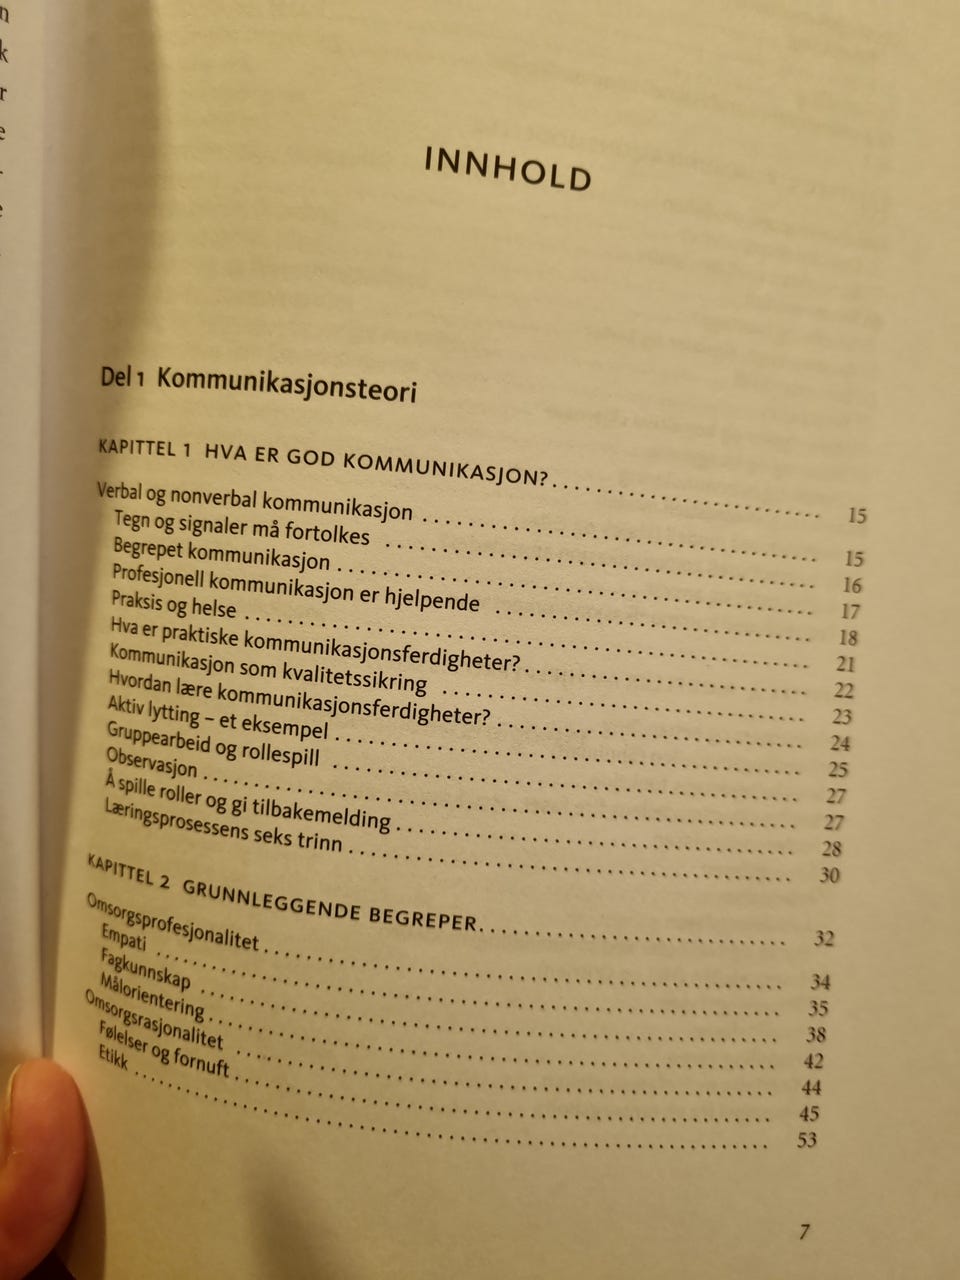 n
k
r
e
-
e
INNHOLD
Del 1 Kommunikasjonsteori
KAPITTEL 1 HVA ER GOD KOMMUNIKASJON? 15
Verbal og nonverbal kommunikasjon 15
Tegn og signaler må fortolkes 16
Begrepet kommunikasjon 17
Profesjonell kommunikasjon er hjelpende 18
Praksis og helse 21
Hva er praktiske kommunikasjonsferdigheter? 22
Kommunikasjon som kvalitetssikring 23
Hvordan lære kommunikasjonsferdigheter? 24
Aktiv lytting – et eksempel 25
Gruppearbeid og rollespill 27
Observasjon 27
Å spille roller og gi tilbakemelding 28
Læringsprosessens seks trinn 30
KAPITTEL 2 GRUNNLEGGENDE BEGREPER 32
Omsorgsprofesjonalitet 34
Empati 35
Fagkunnskap 38
Målorientering 42
Omsorgsrasjonalitet 44
Følelser og fornuft 45
Etikk 53
7